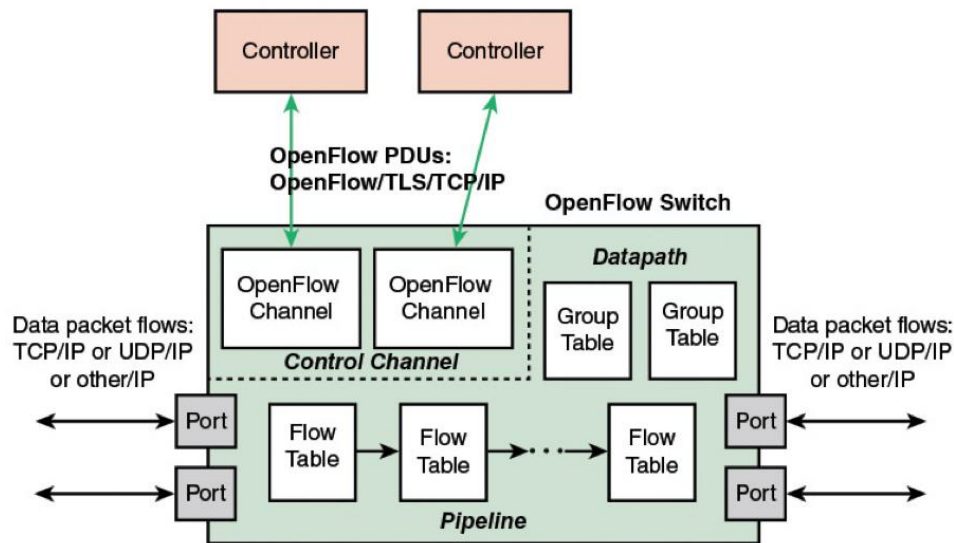 Controller
Controller
OpenFlow PDUs:
OpenFlow/TLS/TCP/IP
OpenFlow Switch
OpenFlow
Channel
OpenFlow
Channel
Control Channel
Datapath
Group
Table
Group
Table
Data packet flows:
TCP/IP or UDP/IP
or other/IP
Data packet flows:
TCP/IP or UDP/IP
or other/IP
Port
Port
Flow
Table
Flow
Table
Flow
Table
Port
Port
Pipeline